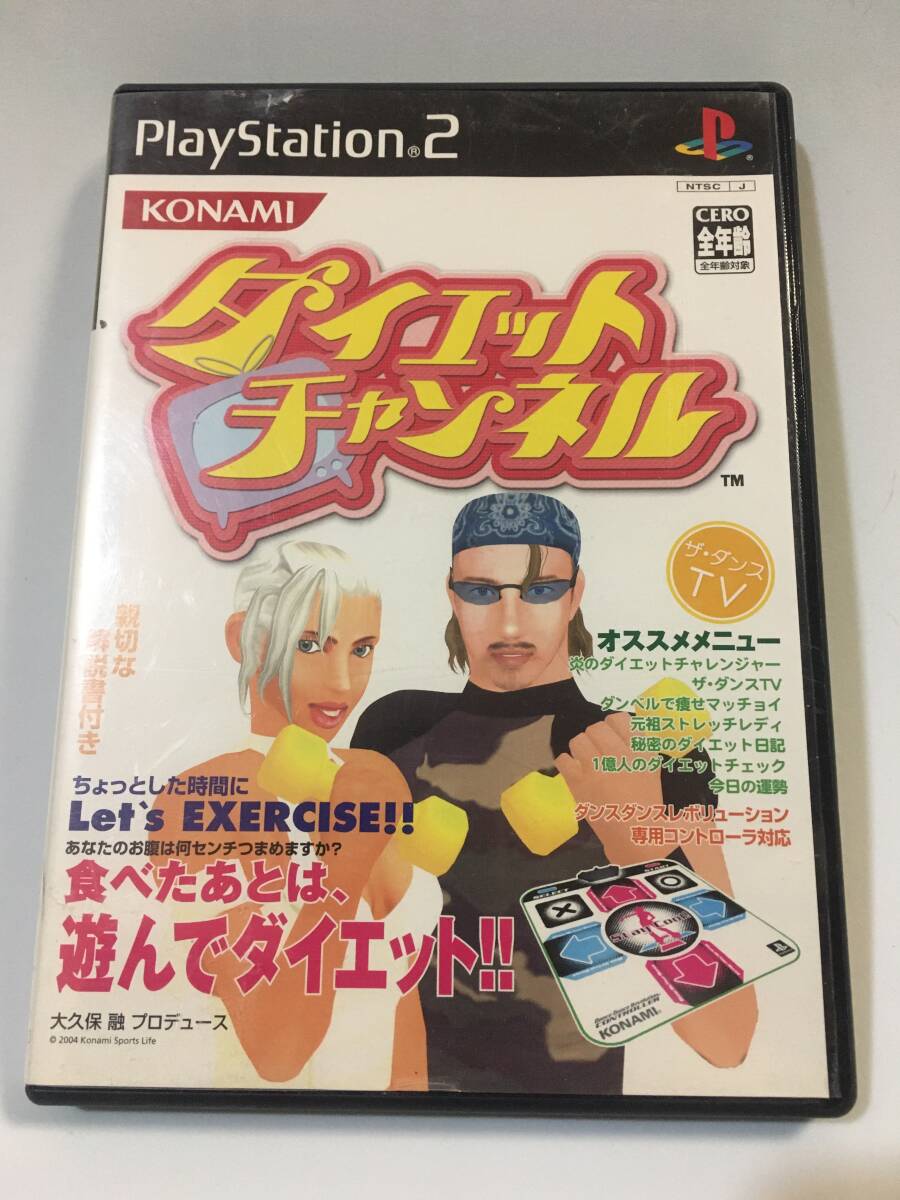 PlayStation®2
NTSC J
KONAMI
CERO
全年齢
全年齢対象
ダイエット
チャンネル
TM
ザ・ダンス
TV
親切な
解説書付き
オススメメニュー
炎のダイエットチャレンジャー
ザ・ダンスTV
ダンベルで痩せマッチョイ
元祖ストレッチレディ
秘密のダイエット日記
1億人のダイエットチェック
今日の運勢
ダンスダンスレボリューション
専用コントローラ対応
ちょっとした時間に
Let's EXERCISE!!
あなたのお腹は何センチつまめますか?
食べたあとは、
遊んでダイエット!!
SELECT
START
CONTROLLER
KONAMI
大久保 融 プロデュース
© 2004 Konami Sports Life